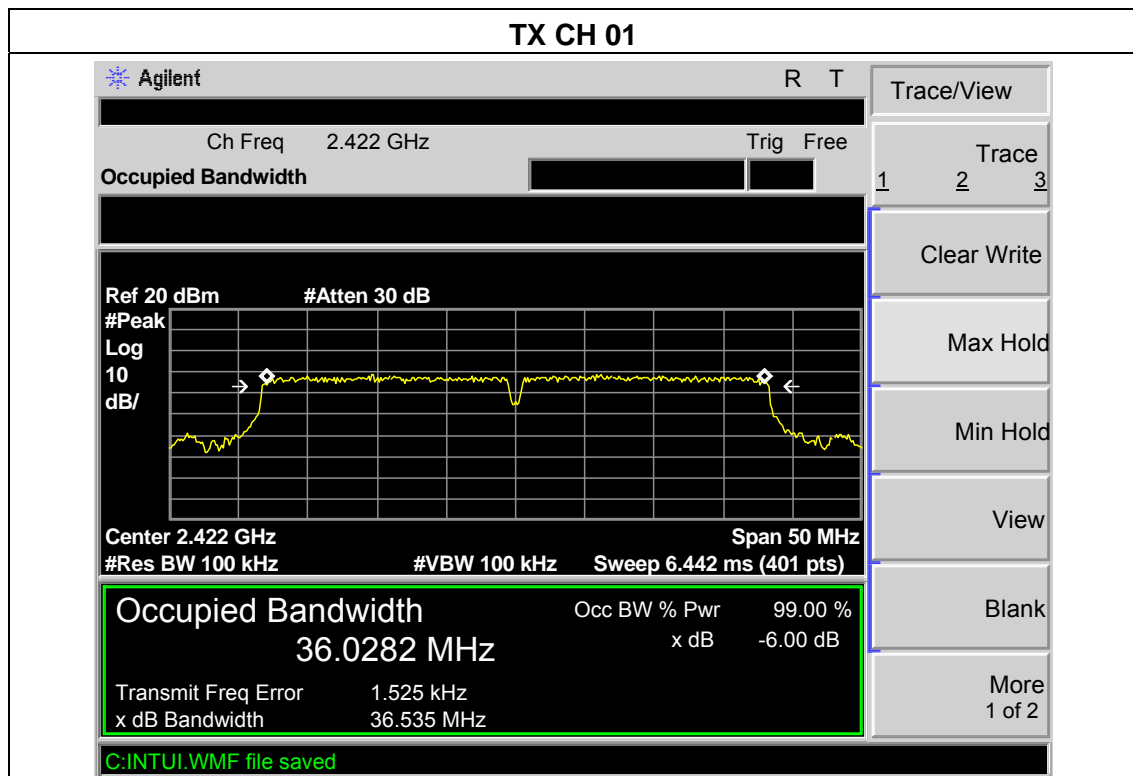 TX CH 01
Agilent R T
Trace/View
Ch Freq 2.422 GHz Trig Free
Occupied Bandwidth
Trace
1 2 3
Clear Write
Ref 20 dBm #Atten 30 dB
#Peak
Log
10
dB/
Max Hold
Min Hold
View
Center 2.422 GHz Span 50 MHz
#Res BW 100 kHz #VBW 100 kHz Sweep 6.442 ms (401 pts)
Occupied Bandwidth Occ BW % Pwr 99.00 %
36.0282 MHz x dB -6.00 dB
Blank
Transmit Freq Error 1.525 kHz
x dB Bandwidth 36.535 MHz
More
1 of 2
C:INTUI.WMF file saved